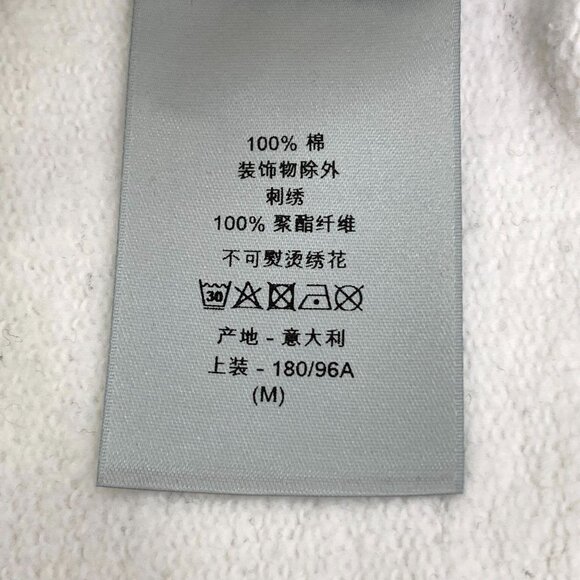 100% 棉
装饰物除外
刺绣
100% 聚酯纤维
不可熨烫绣花
30
产地 - 意大利
上装 - 180/96A
(M)